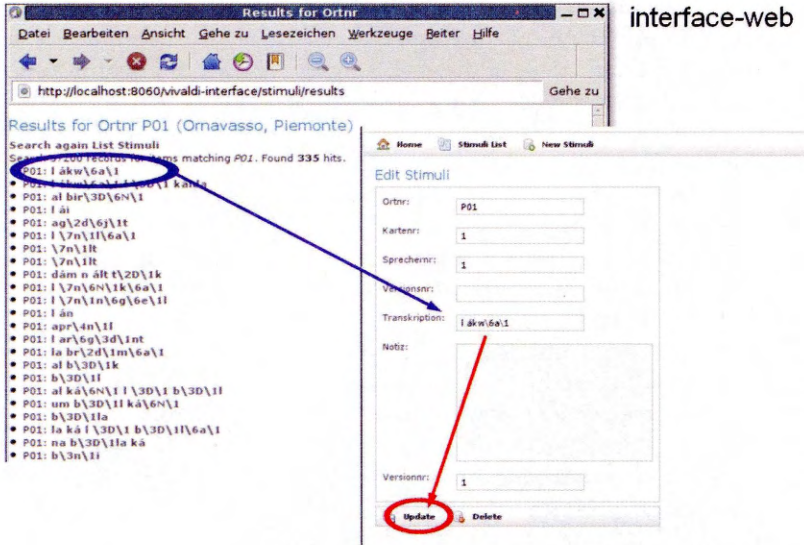 interface-web
Results for Ortnr
Datei Bearbeiten Ansicht Gehe zu Lesezeichen Werkzeuge Beiter Hilfe
http://localhost:8060/vivaldi-interface/stimuli/results Gehe zu
Results for Ortnr P01 (Ornavasso, Piemonte)
Search again List Stimuli
records for items matching P01. Found 335 hits.
P01: l ákw\6a\1
P01: al bir\3D\6N\1
P01: l ái
P01: ag\2d\6j\1t
P01: l \7n\1l\6a\1
P01: \7n\1lt
P01: \7n\1lt
P01: dám n ált t\2D\1k
P01: l \7n\6N\1k\6a\1
P01: l \7n\1n\6g\6e\1l
P01: l án
P01: apr\4n\1l
P01: l ar\6g\3d\1nt
P01: la br\2d\1m\6a\1
P01: al b\3D\1k
P01: b\3D\1l
P01: al ká\6N\1 l \3D\1 b\3D\1l
P01: um b\3D\1l ká\6N\1
P01: b\3D\1la
P01: la ká l \3D\1 b\3D\1l\6a\1
P01: na b\3D\1la ká
P01: b\3n\1i
Home Stimuli List New Stimuli
Edit Stimuli
Ortnr: P01
Kartenr: 1
Sprechernr: 1
Versionsnr:
Transkription: l ákw\6a\1
Notiz:
Versionnr: 1
Update Delete